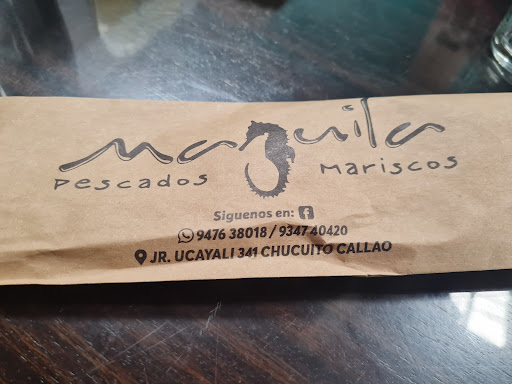 Maquila
Pescados Mariscos
Siguenos en:
9476 38018 / 9347 40420
JR. UCAYALI 341 CHUCUITO CALLAO